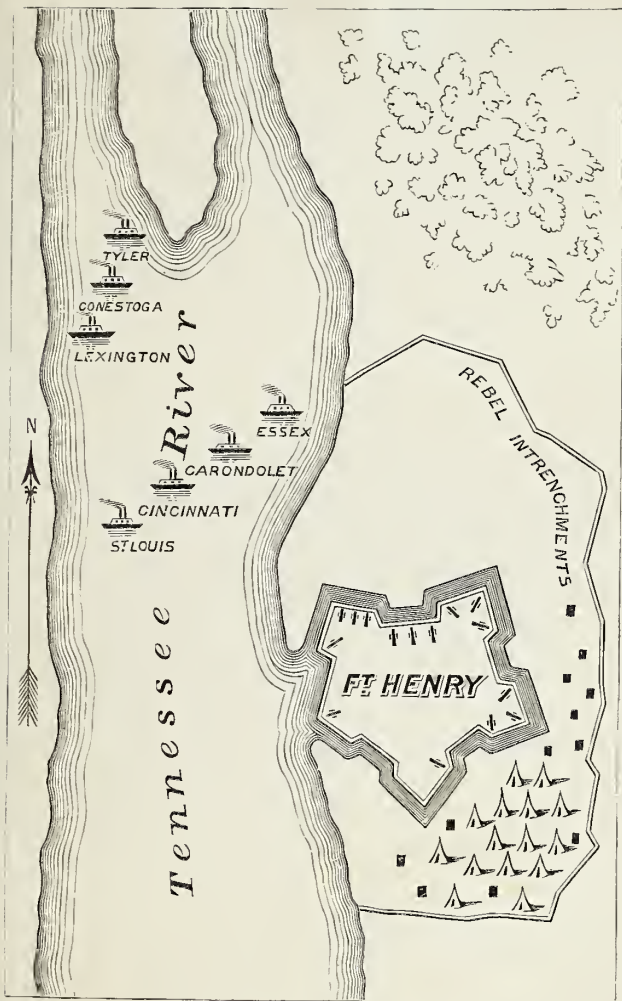 TYLER
CONESTOGA
LEXINGTON
ESSEX
CARONDOLET
CINCINNATI
ST. LOUIS
N
Tennessee River
REBEL INTRENCHMENTS
FT. HENRY